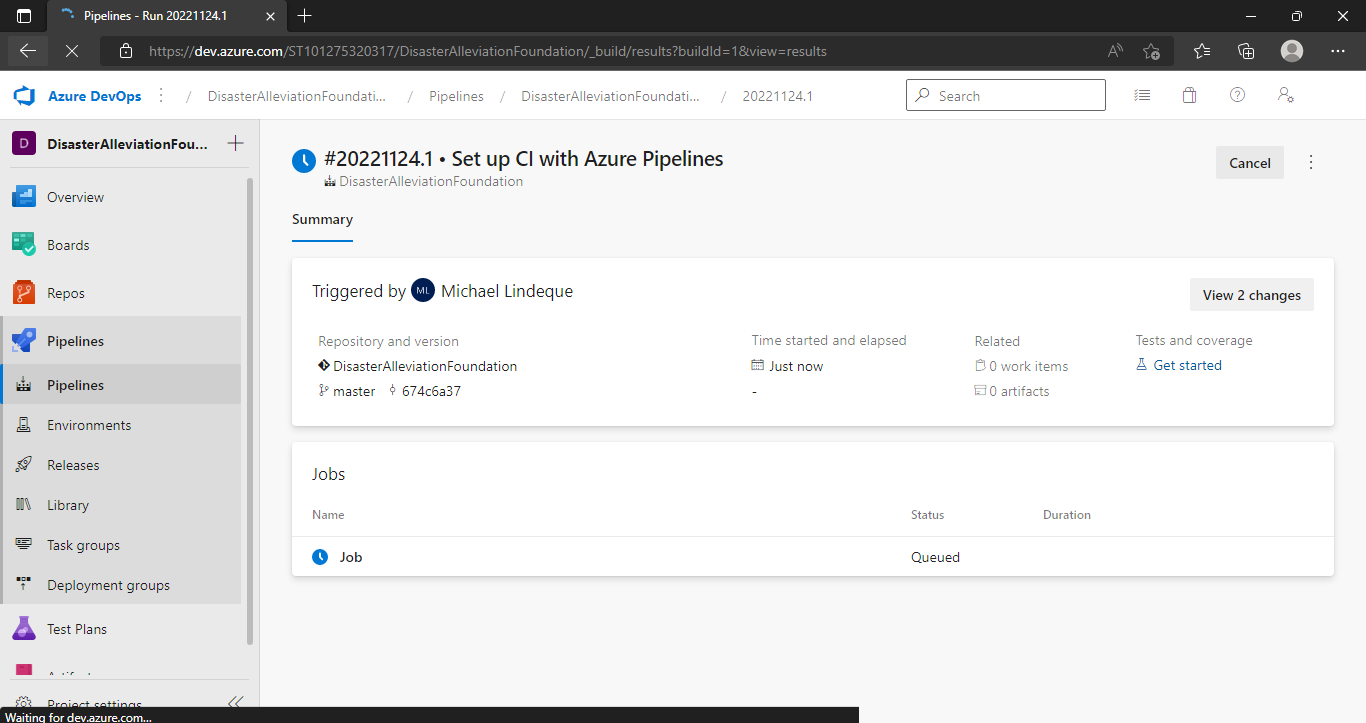 Pipelines - Run 20221124.1
https://dev.azure.com/ST101275320317/DisasterAlleviationFoundation/_build/results?buildId=1&view=results
Azure DevOps / DisasterAlleviationFoundati... / Pipelines / DisasterAlleviationFoundati... / 20221124.1
Search
D DisasterAlleviationFou...
Overview
Boards
Repos
Pipelines
Pipelines
Environments
Releases
Library
Task groups
Deployment groups
Test Plans
Project settings
Waiting for dev.azure.com...
#20221124.1 • Set up CI with Azure Pipelines
DisasterAlleviationFoundation
Cancel
Summary
Triggered by ML Michael Lindeque
View 2 changes
Repository and version
DisasterAlleviationFoundation
master 674c6a37
Time started and elapsed
Just now
-
Related
0 work items
0 artifacts
Tests and coverage
Get started
Jobs
Name Status Duration
Job Queued